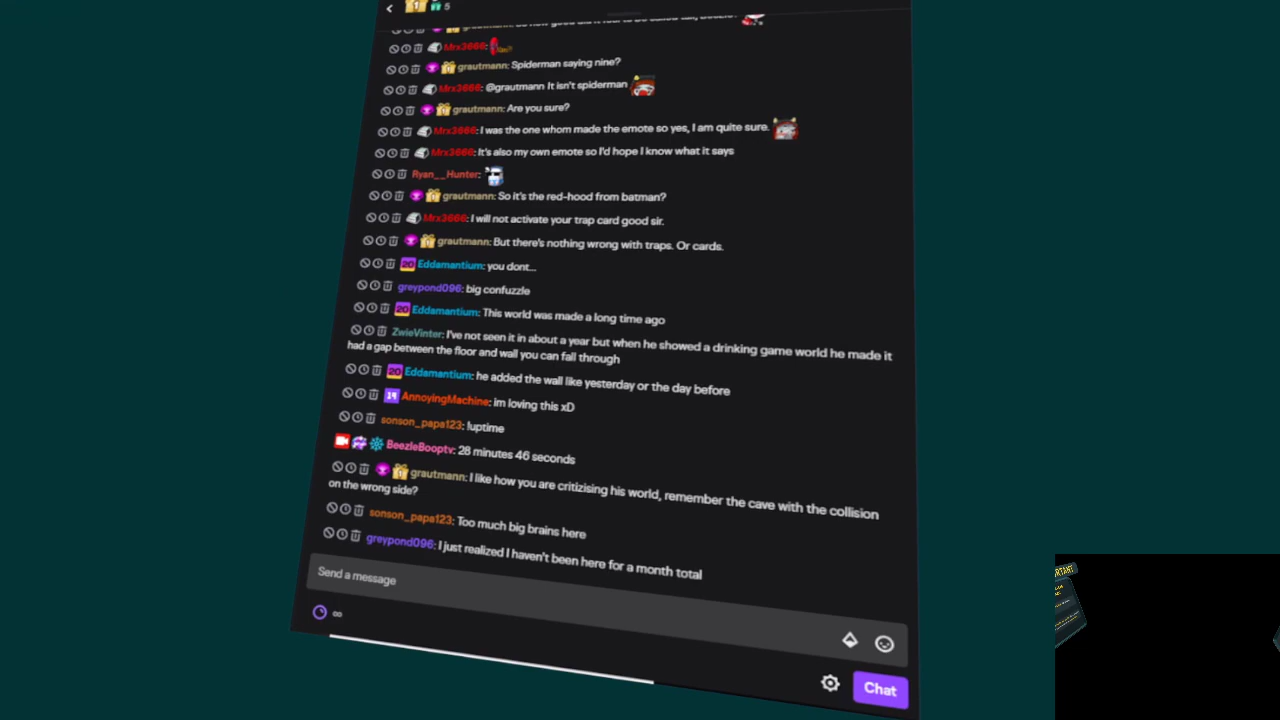 5
grautmann:
Mrx3666:
grautmann: Spiderman saying nine?
Mrx3666: @grautmann It isn't spiderman
grautmann: Are you sure?
Mrx3666: I was the one whom made the emote so yes, I am quite sure.
Mrx3666: It's also my own emote so I'd hope I know what it says
Ryan__Hunter:
grautmann: So it's the red-hood from batman?
Mrx3666: I will not activate your trap card good sir.
grautmann: But there's nothing wrong with traps. Or cards.
20 Eddamantium: you dont...
greypond096: big confuzzle
20 Eddamantium: This world was made a long time ago
ZwieVinter: I've not seen it in about a year but when he showed a drinking game world he made it
had a gap between the floor and wall you can fall through
20 Eddamantium: he added the wall like yesterday or the day before
AnnoyingMachine: im loving this xD
sonson_papa123: !uptime
BeezleBooptv: 28 minutes 46 seconds
grautmann: I like how you are critizising his world, remember the cave with the collision
on the wrong side?
sonson_papa123: Too much big brains here
greypond096: I just realized I haven't been here for a month total
Send a message
∞
Chat